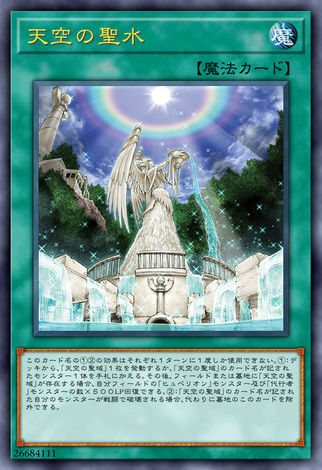 天空の聖水
魔
【魔法カード】
このカード名の①②の効果はそれぞれ1ターンに1度しか使用できない。①:デ
ッキから、「天空の聖域」1枚を発動するか、「天空の聖域」のカード名が記され
たモンスター1体を手札に加える。その後、フィールドまたは墓地に「天空の聖
域」が存在する場合、自分フィールドの「ヒュペリオン」モンスター及び「代行者」
モンスターの数×500LP回復できる。②:「天空の聖域」のカード名が記され
た自分のモンスターが戦闘で破壊される場合、代わりに墓地のこのカードを除
外できる。
26684111